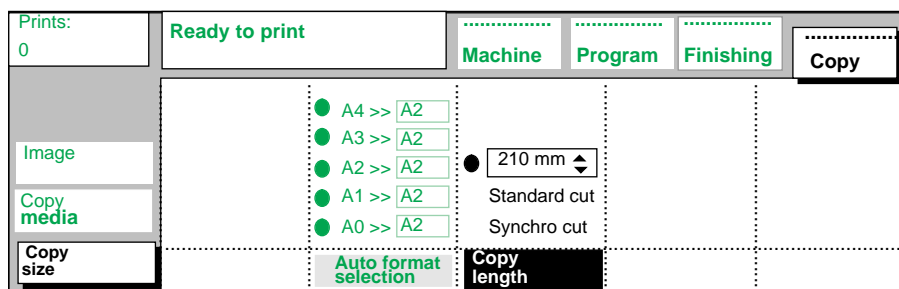 Prints:
0
Ready to print
Machine
Program
Finishing
Copy
A4 >> A2
A3 >> A2
A2 >> A2
A1 >> A2
A0 >> A2
210 mm
Standard cut
Synchro cut
Image
Copy
media
Copy
size
Auto format
selection
Copy
length